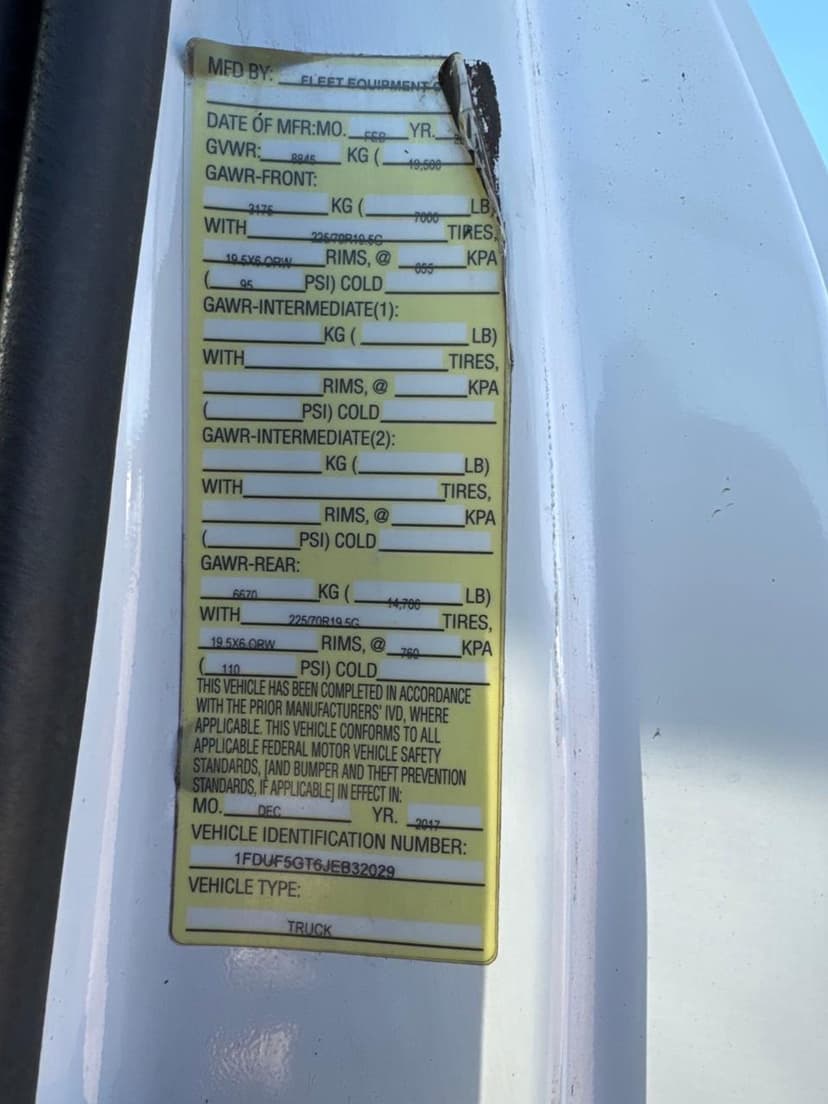 MFD BY: FLEET EQUIPMENT
DATE OF MFR:MO. FEB YR.
GVWR: 8845 KG ( 19,500
GAWR-FRONT:
3175 KG ( 7000 LB)
WITH 225/70R19.5G TIRES,
19.5X6.0RW RIMS, @ 655 KPA
( 95 PSI) COLD
GAWR-INTERMEDIATE(1):
KG ( LB)
WITH TIRES,
RIMS, @ KPA
( PSI) COLD
GAWR-INTERMEDIATE(2):
KG ( LB)
WITH TIRES,
RIMS, @ KPA
( PSI) COLD
GAWR-REAR:
6670 KG ( 14,706 LB)
WITH 225/70R19.5G TIRES,
19.5X6.0RW RIMS, @ 760 KPA
( 110 PSI) COLD
THIS VEHICLE HAS BEEN COMPLETED IN ACCORDANCE
WITH THE PRIOR MANUFACTURERS' IVD, WHERE
APPLICABLE. THIS VEHICLE CONFORMS TO ALL
APPLICABLE FEDERAL MOTOR VEHICLE SAFETY
STANDARDS, [AND BUMPER AND THEFT PREVENTION
STANDARDS, IF APPLICABLE] IN EFFECT IN:
MO. DEC YR. 2017
VEHICLE IDENTIFICATION NUMBER:
1FDUF5GT6JEB32029
VEHICLE TYPE:
TRUCK